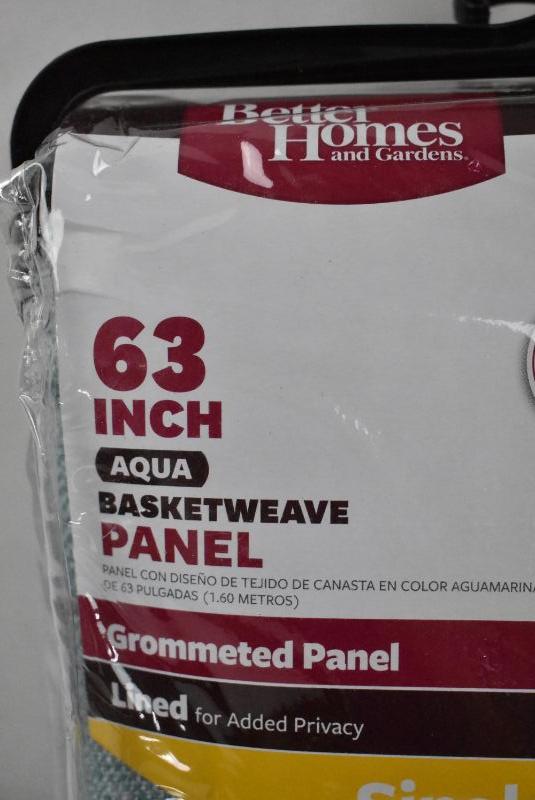 Better
Homes
and Gardens
63
INCH
AQUA
BASKETWEAVE
PANEL
PANEL CON DISEÑO DE TEJIDO DE CANASTA EN COLOR AGUAMARINA
DE 63 PULGADAS (1.60 METROS)
Grommeted Panel
Lined for Added Privacy